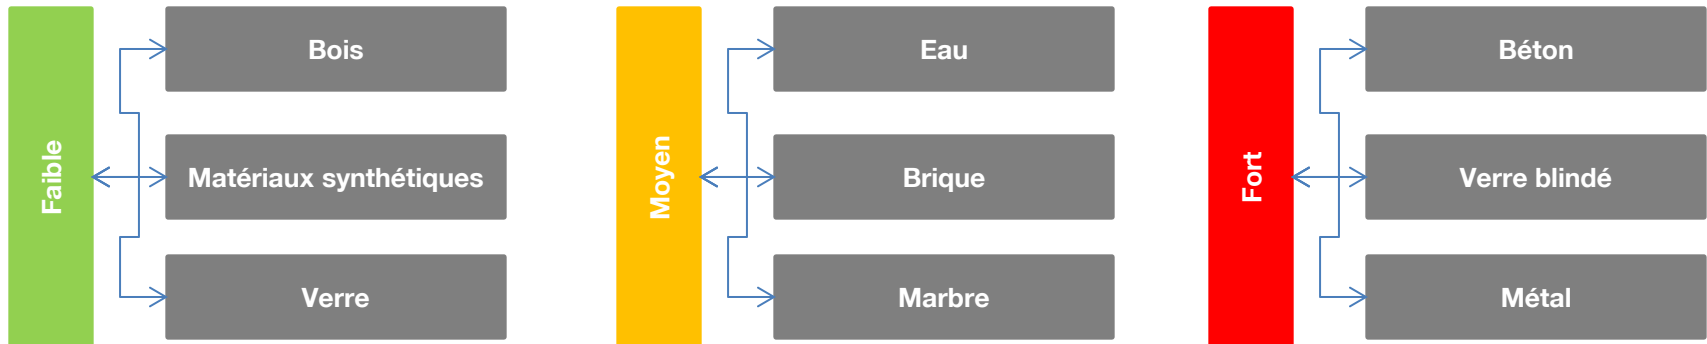 Faible
Bois
Matériaux synthétiques
Verre
Moyen
Eau
Brique
Marbre
Fort
Béton
Verre blindé
Métal